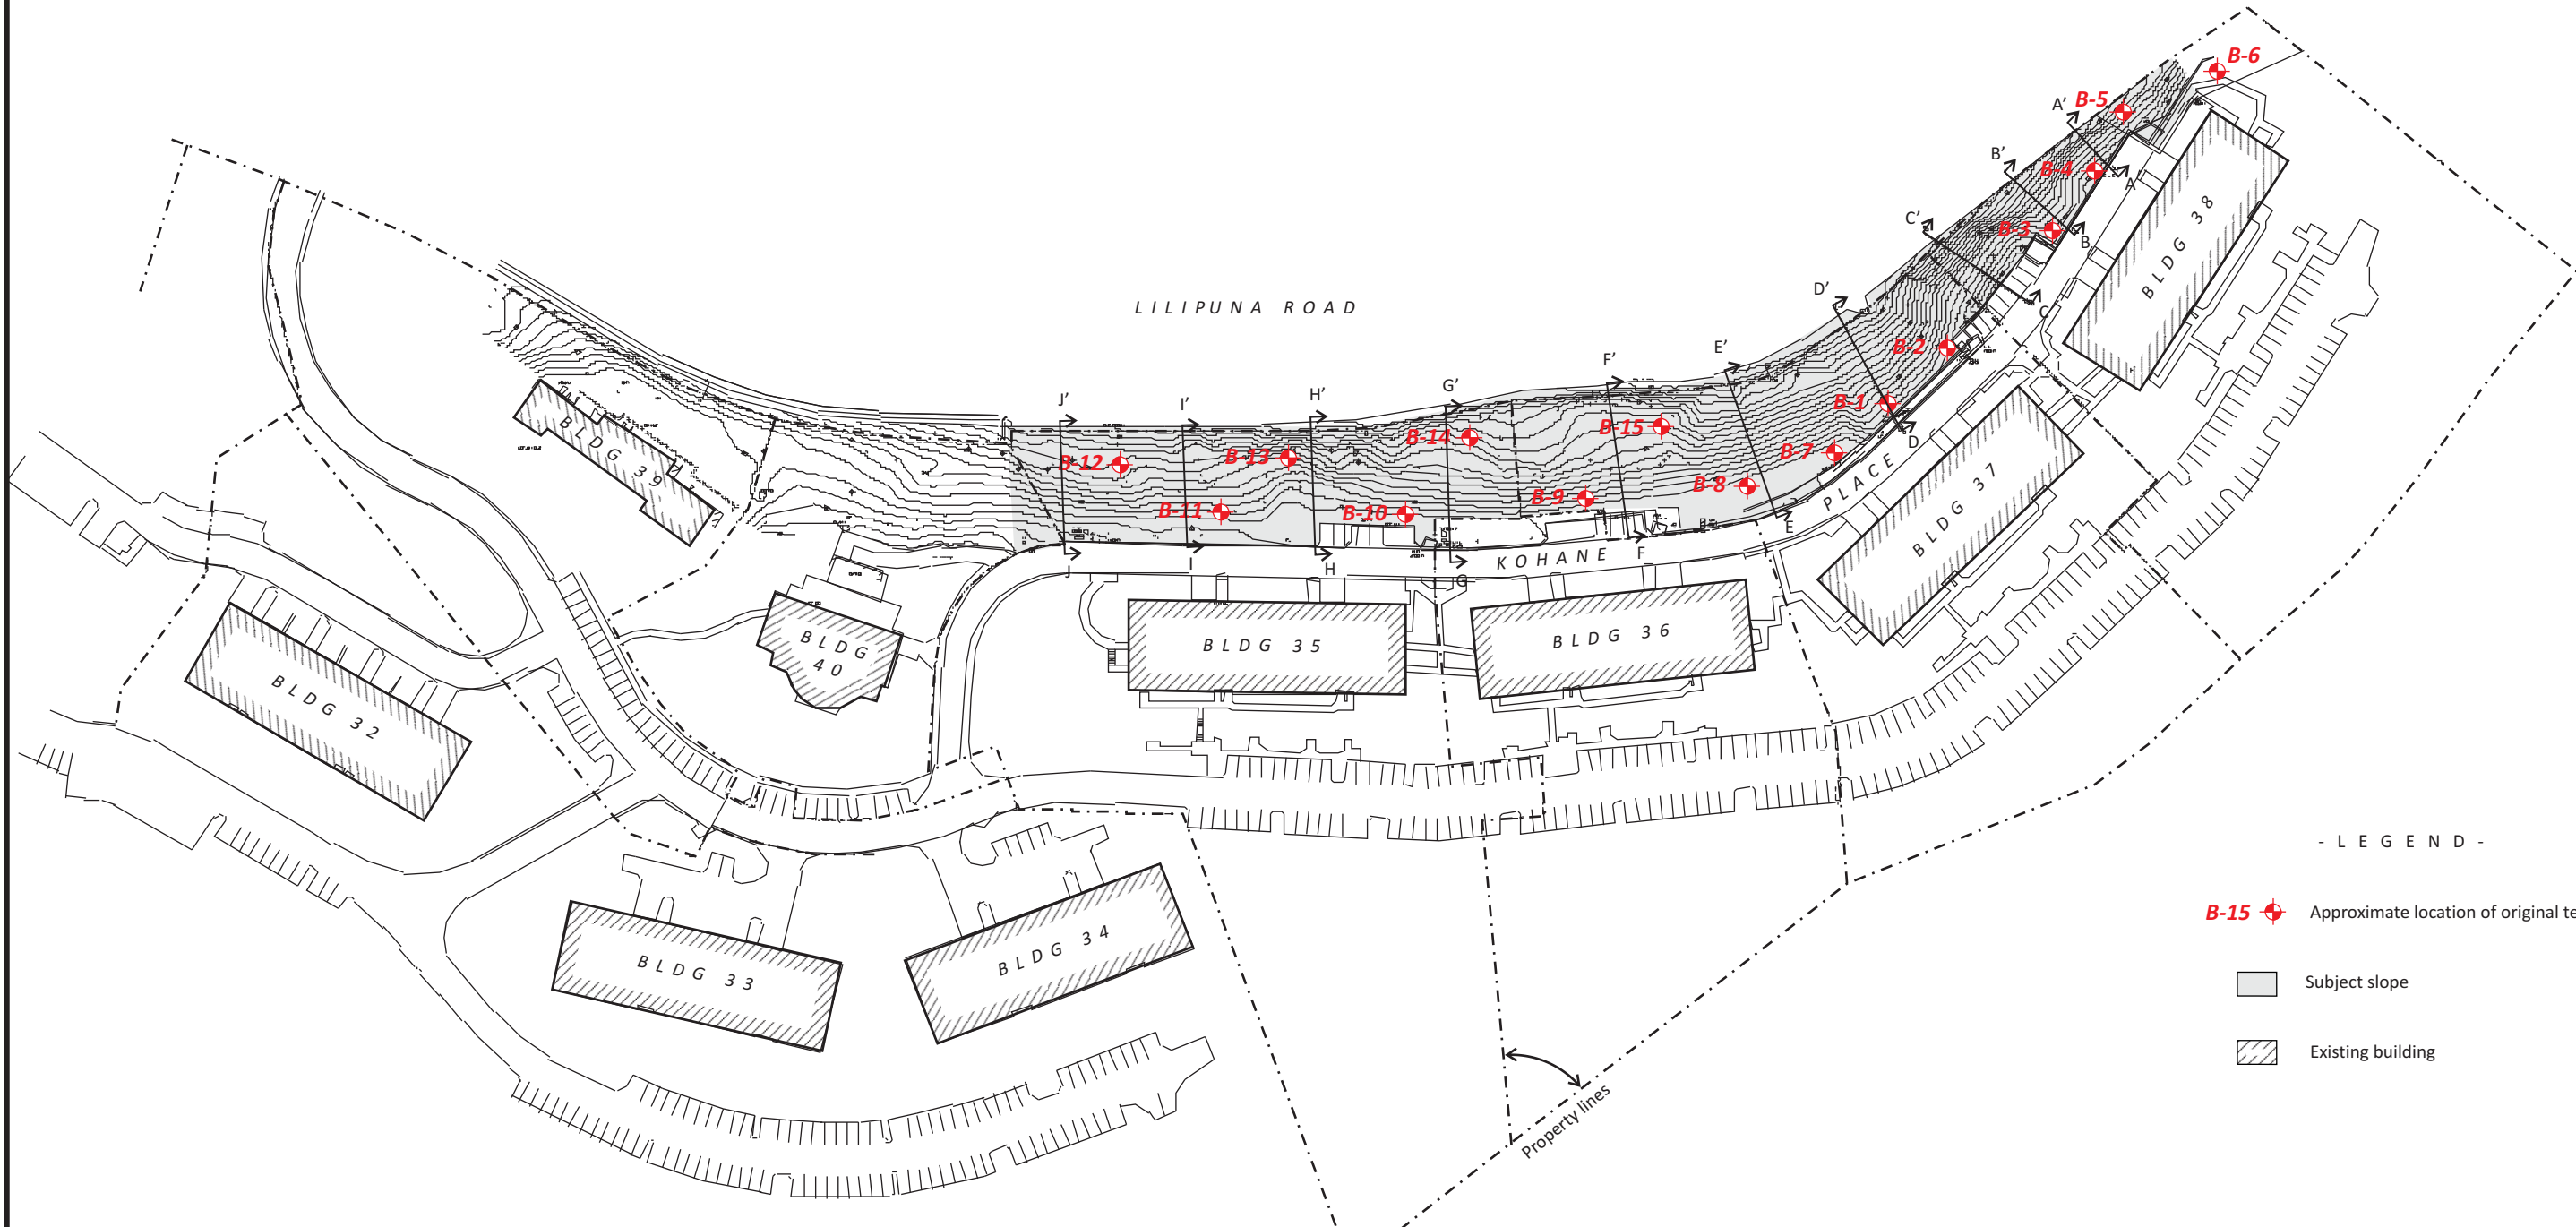 B-6
B-5
A'
B'
B-4
A
C'
B-3
B
BLDG 38
D'
C
LILIPUNA ROAD
E'
B-2
F'
G'
H'
I'
J'
B-1
D
B-14
B-15
B-7
BLDG 39
B-12
B-13
B-8
PLACE
BLDG 37
B-11
B-10
B-9
E
F
KOHANE
J
I
H
G
BLDG 36
BLDG 35
BLDG
40
BLDG 32
- LEGEND -
B-15 Approximate location of original te
BLDG 34
BLDG 33
Subject slope
Existing building
Property lines